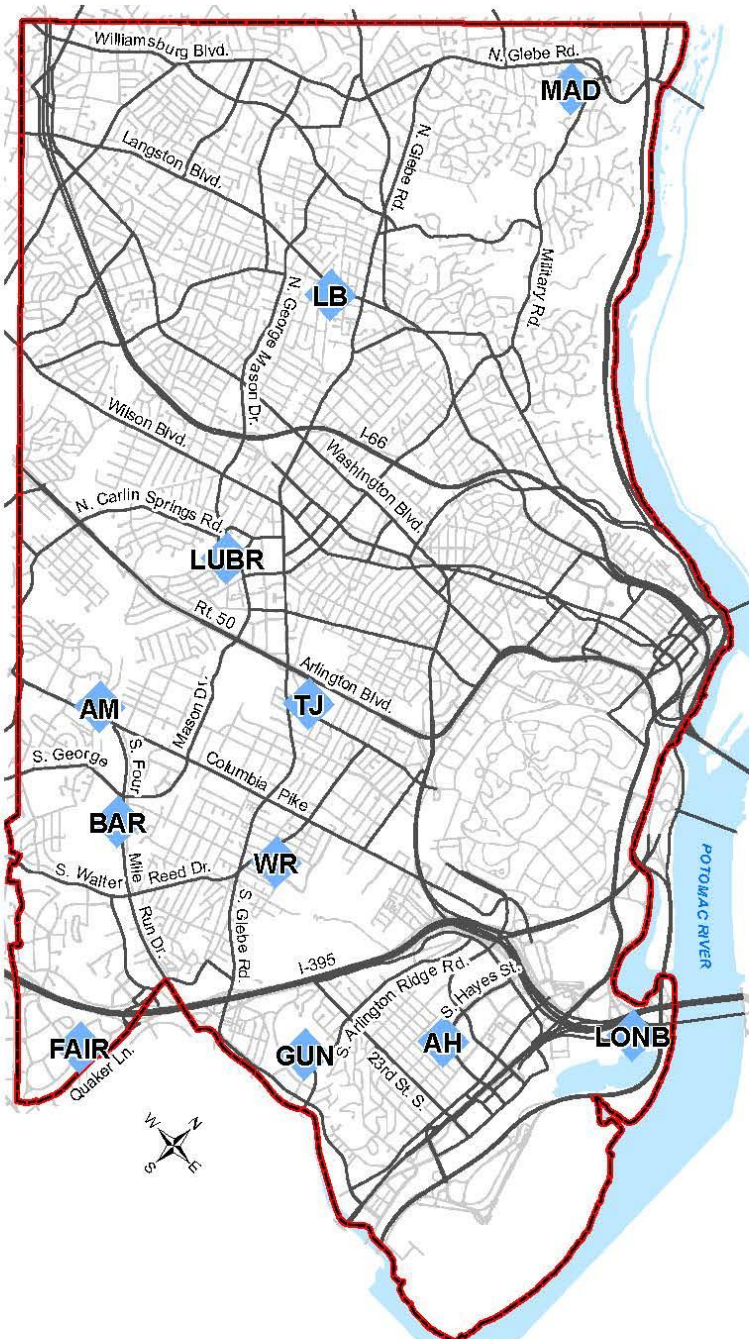 Williamsburg Blvd.
N. Glebe Rd.
MAD
Langston Blvd.
N. Glebe Rd.
Military Rd.
LB
N. George Mason Dr.
Wilson Blvd.
I-66
Washington Blvd.
N. Carlin Springs Rd.
LUBR
Rt. 50
Arlington Blvd.
AM
TJ
Mason Dr.
S. George
S. Four
Columbia Pike
BAR
WR
Mile
S. Walter Reed Dr.
POTOMAC RIVER
S. Glebe Rd.
Run Dr.
I-395
S. Arlington Ridge Rd.
S. Hayes St.
FAIR
GUN
AH
LONB
23rd St. S.
Quaker Ln.
W
N
S
E